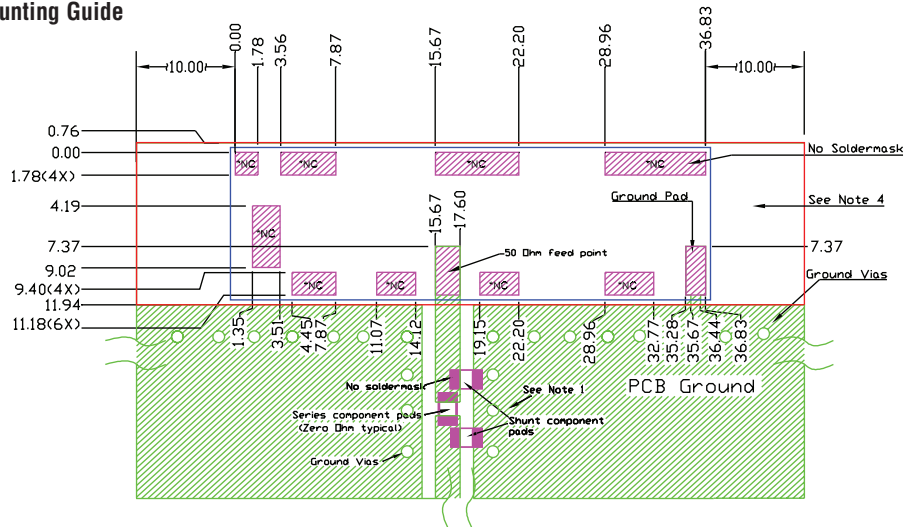 unting Guide
0.00
1.78
3.56
7.87
15.67
22.20
28.96
36.83
10.00
10.00
0.76
0.00
1.78(4X)
4.19
7.37
9.02
9.40(4X)
11.94
11.18(6X)
*NC
*NC
*NC
*NC
No Soldermask
*NC
15.67
17.60
Ground Pad
See Note 4
50 Ohm feed point
7.37
Ground Vias
*NC
*NC
*NC
*NC
1.35
3.51
4.45
7.87
11.07
14.12
19.15
22.20
28.96
32.77
35.28
35.67
36.44
36.83
PCB Ground
No soldermask
See Note 1
Series component pads
(Zero Ohm typical)
Shunt component
pads
Ground Vias